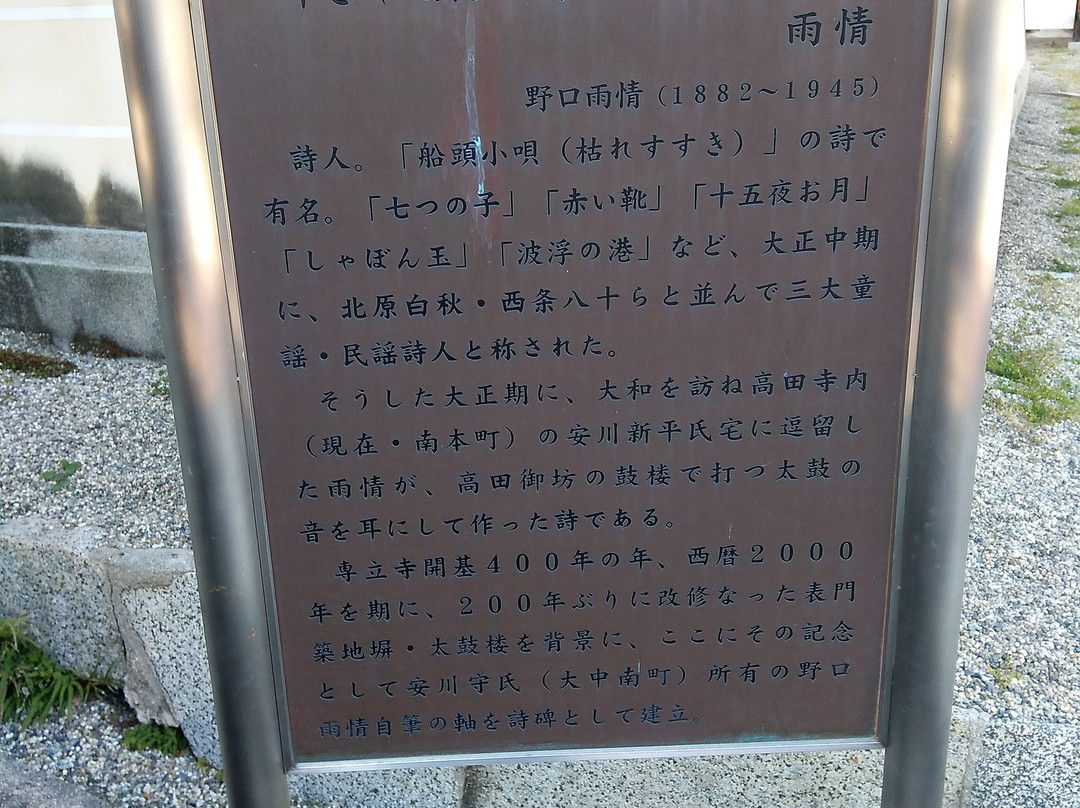 雨情
野口雨情（1882〜1945）
詩人。「船頭小唄（枯れすすき）」の詩で
有名。「七つの子」「赤い靴」「十五夜お月」
「しゃぼん玉」「波浮の港」など、大正中期
に、北原白秋・西条八十らと並んで三大童
謡・民謡詩人と称された。
そうした大正期に、大和を訪ね高田寺内
（現在・南本町）の安川新平氏宅に逗留し
た雨情が、高田御坊の鼓楼で打つ太鼓の
音を耳にして作った詩である。
専立寺開基400年の年、西暦2000
年を期に、200年ぶりに改修なった表門
築地塀・太鼓楼を背景に、ここにその記念
として安川守氏（大中南町）所有の野口
雨情自筆の軸を詩碑として建立。